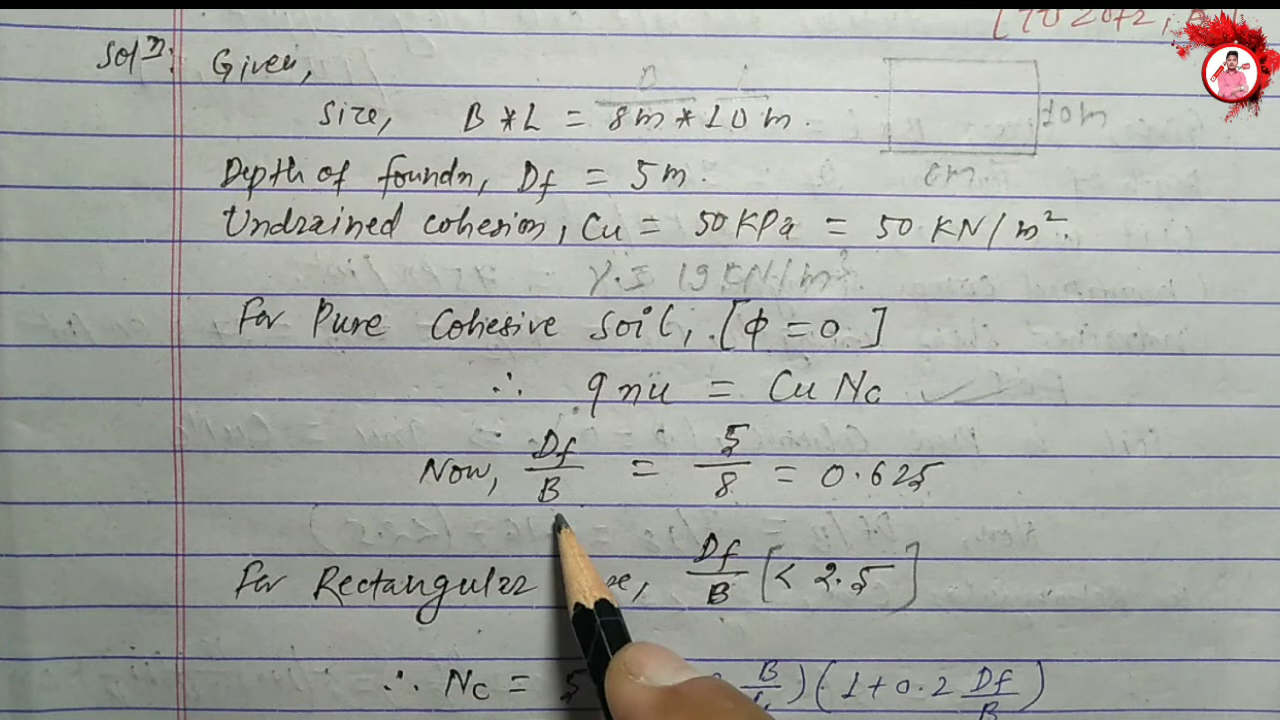 Solⁿ: Given,
Size, B * L = 8m * 10m.
B L
10m
8m.
Depth of foundn, Df = 5m.
Undrained cohesion, Cu = 50 KPa = 50 KN/m².
γ = 19 KN/m³
For Pure Cohesive Soil, [ϕ = 0]
∴ qnu = Cu Nc
Now, Df/B = 5/8 = 0.625
For Rectangular, Df/B [< 2.5]
∴ Nc = 5 B/L)(1+0.2 Df/B)